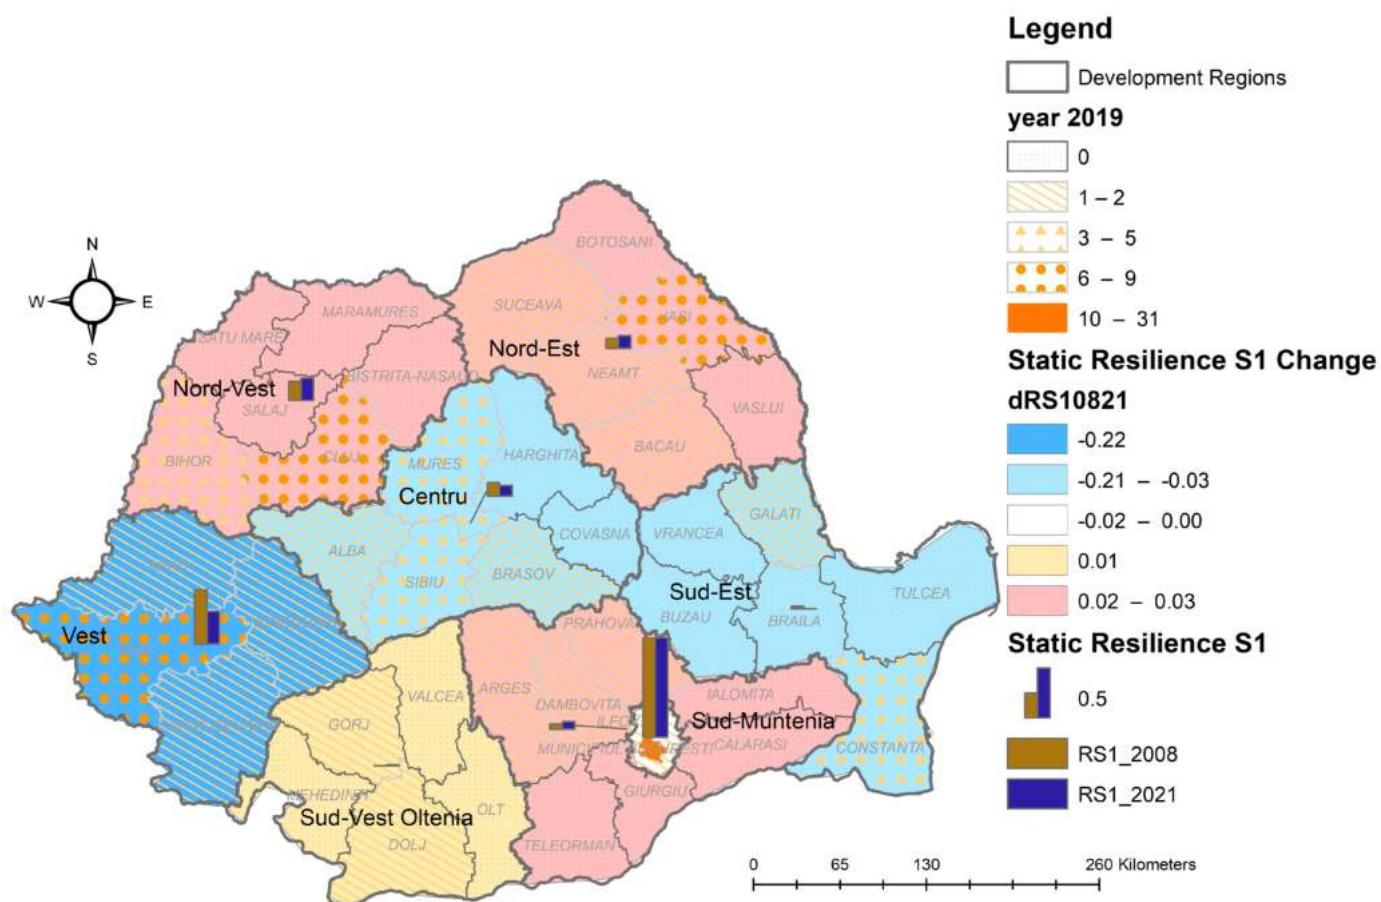 Legend
Development Regions
year 2019
0
1 – 2
3 – 5
6 – 9
10 – 31
Static Resilience S1 Change
dRS10821
-0.22
-0.21 – -0.03
-0.02 – 0.00
0.01
0.02 – 0.03
Static Resilience S1
0.5
RS1_2008
RS1_2021
N
W
E
S
BOTOSANI
SUCEAVA
IASI
MARAMURES
SATU MARE
Nord-Est
BISTRITA-NASAUD
Nord-Vest
NEAMT
SALAJ
VASLUI
BACAU
BIHOR
CLUJ
MURES
HARGHITA
Centru
GALATI
COVASNA
VRANCEA
ALBA
BRASOV
SIBIU
Sud-Est
TULCEA
BUZAU
BRAILA
Vest
PRAHOVA
VALCEA
ARGES
IALOMITA
DAMBOVITA
GORJ
Sud-Muntenia
CALARASI
CONSTANTA
GIURGIU
MEHEDINTI
OLT
Sud-Vest Oltenia
DOLJ
TELEORMAN
0
65
130
260 Kilometers